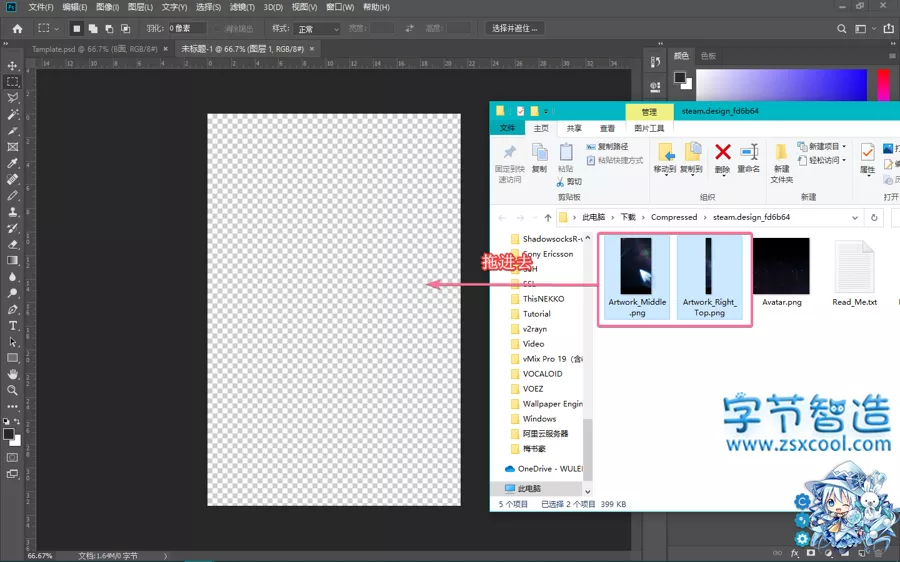 Ps 文件(F) 编辑(E) 图像(I) 图层(L) 文字(Y) 选择(S) 滤镜(T) 3D(D) 视图(V) 窗口(W) 帮助(H)
羽化: 0 像素 消除锯齿 样式: 正常 宽度: 高度: 选择并遮住 ...
Template.psd @ 66.7% (8面, RGB/8#) ×
未标题-1 @ 66.7% (图层 1, RGB/8#) ×
颜色 色板
管理 steam.design_fd6b64
文件 主页 共享 查看 图片工具
固定到快速访问
复制
粘贴
复制路径
粘贴快捷方式
剪切
剪贴板
移动到 复制到 删除 重命名
组织
新建
文件夹
新建项目
轻松访问
新建
属性
打开
此电脑 › 下载 › Compressed › steam.design_fd6b64
Sony Ericsson
SSH
SSL
ThisNEKKO
Tutorial
v2rayn
Video
vMix Pro 19
VOCALOID
VOEZ
Wallpaper Engin
Windows
阿里云服务器
梅书豪
OneDrive - WULE
此电脑
5 个项目 已选择 2 个项目 399 KB
拖进去
Artwork_Middle
.png
Artwork_Right_
Top.png
Avatar.png
Read_Me.txt
字节智造
www.zsxcool.com
66.67% 文档:1.64M/0 字节